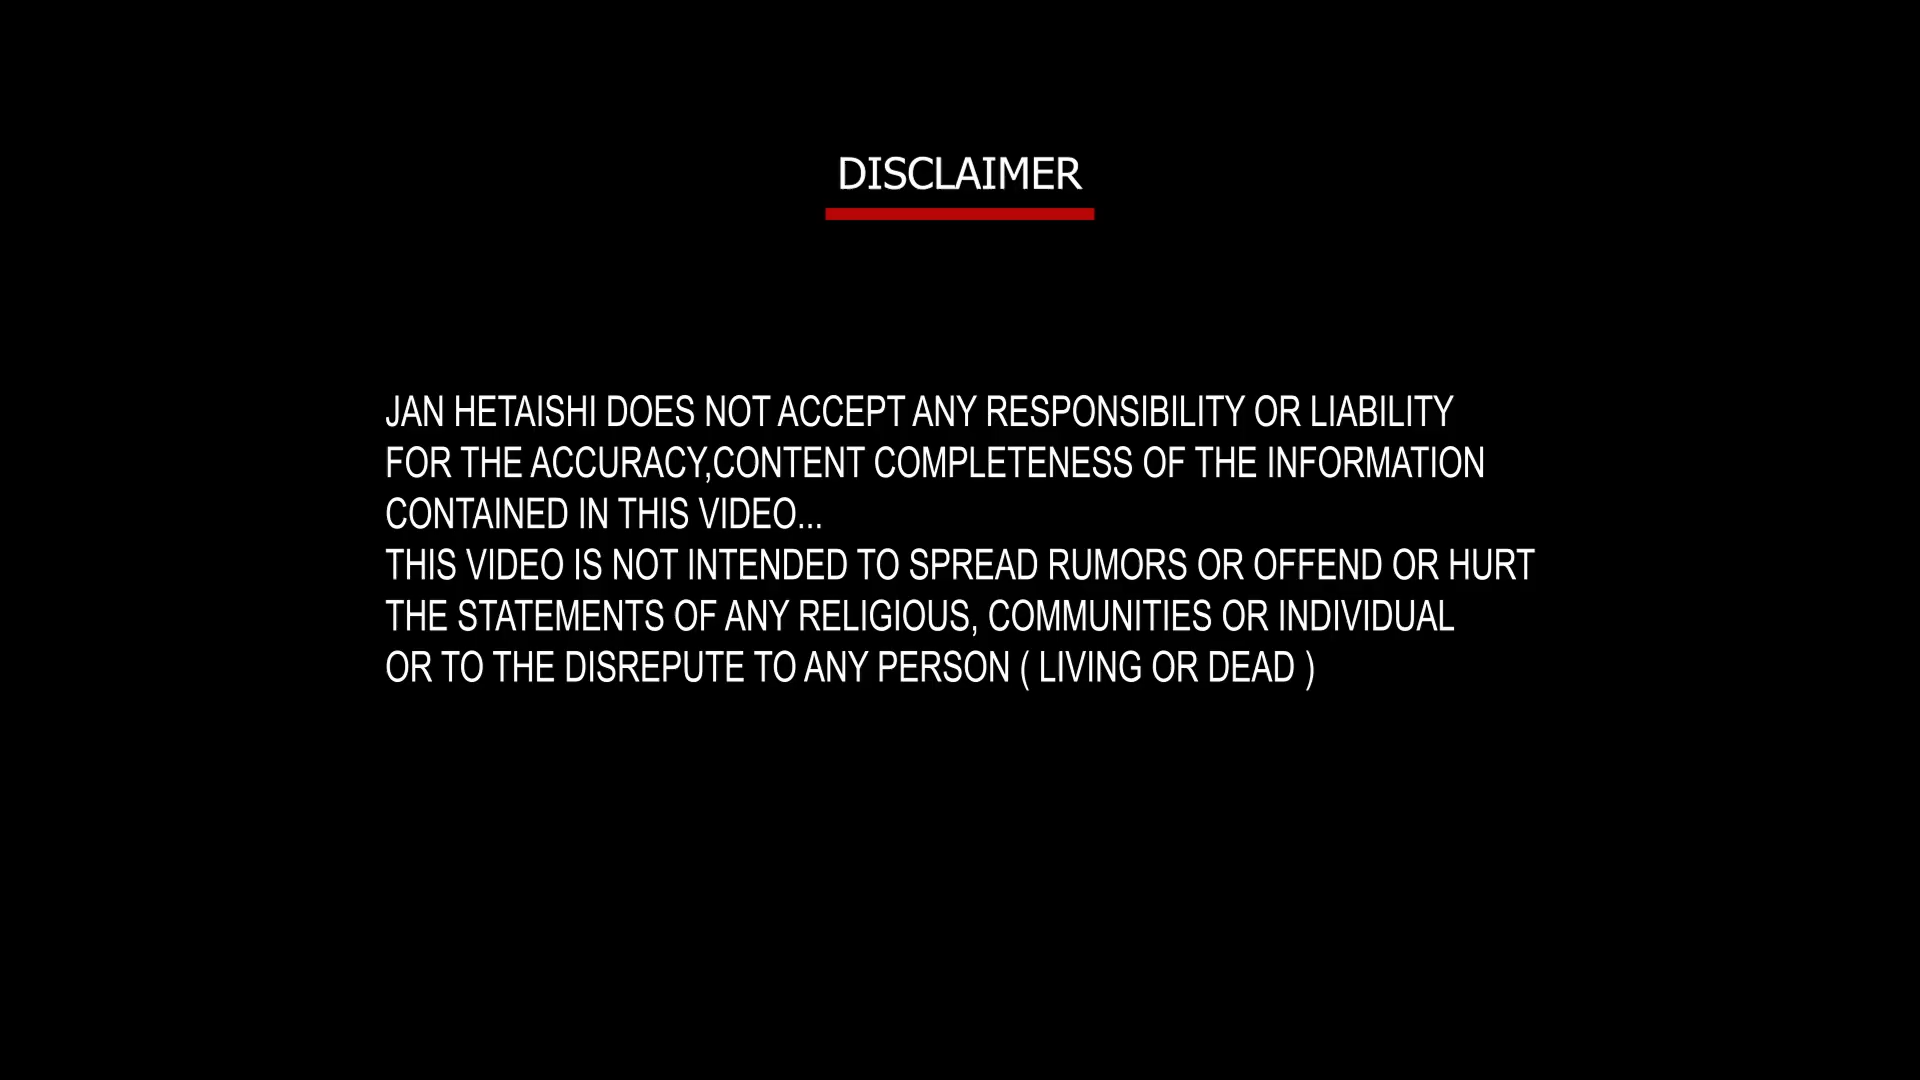 DISCLAIMER
JAN HETAISHI DOES NOT ACCEPT ANY RESPONSIBILITY OR LIABILITY
FOR THE ACCURACY,CONTENT COMPLETENESS OF THE INFORMATION
CONTAINED IN THIS VIDEO...
THIS VIDEO IS NOT INTENDED TO SPREAD RUMORS OR OFFEND OR HURT
THE STATEMENTS OF ANY RELIGIOUS, COMMUNITIES OR INDIVIDUAL
OR TO THE DISREPUTE TO ANY PERSON ( LIVING OR DEAD )